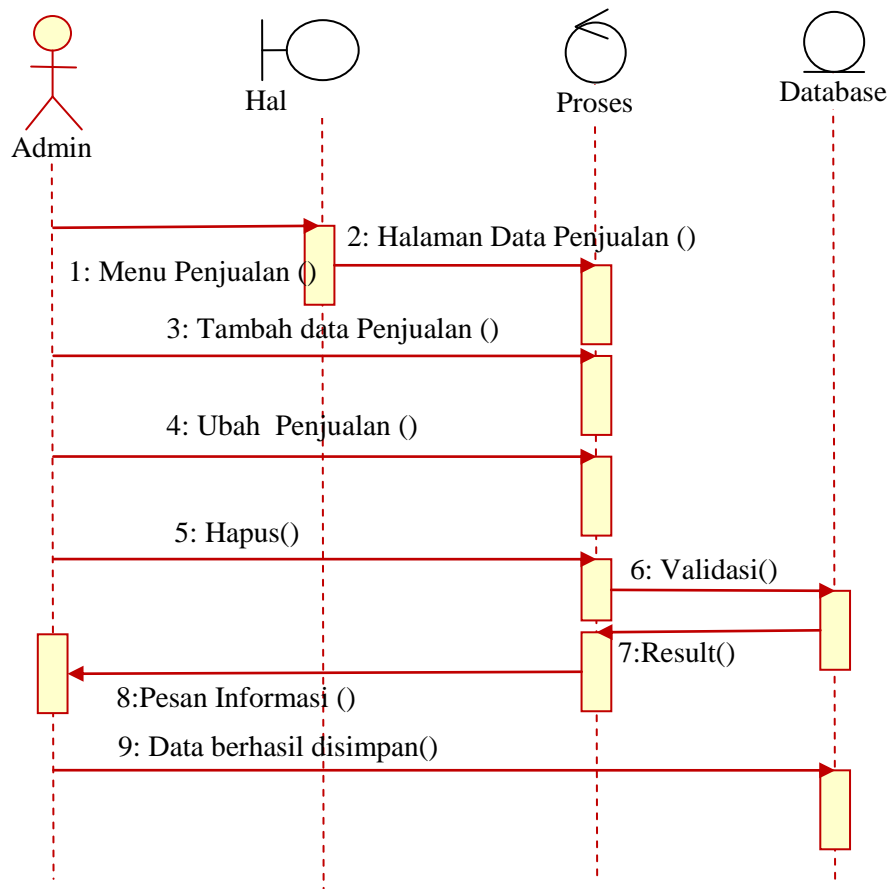 Hal
Proses
Database
Admin
2: Halaman Data Penjualan ()
1: Menu Penjualan ()
3: Tambah data Penjualan ()
4: Ubah  Penjualan ()
5: Hapus()
6: Validasi()
7:Result()
8:Pesan Informasi ()
9: Data berhasil disimpan()